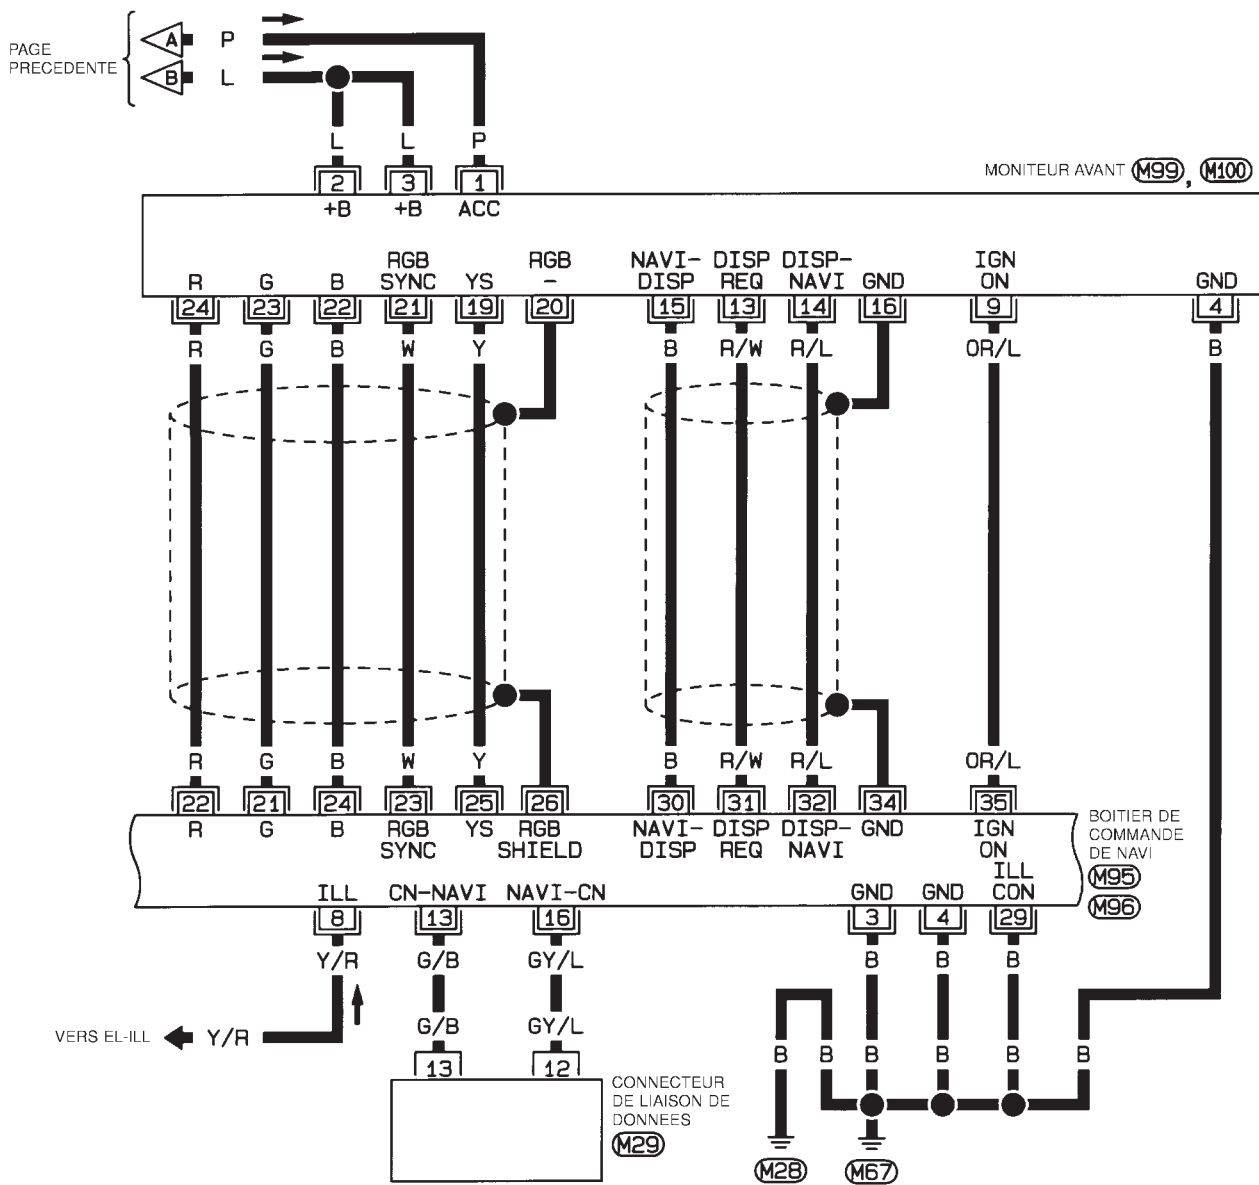 PAGE
PRECEDENTE
A P
B L
L L P
2 3 1
MONITEUR AVANT M99, M100
+B +B ACC
R G B RGB SYNC YS RGB - NAVI-DISP DISP REQ DISP-NAVI GND IGN ON GND
24 23 22 21 19 20 15 13 14 16 9 4
R G B W Y B R/W R/L OR/L B
R G B W Y B R/W R/L OR/L
22 21 24 23 25 26 30 31 32 34 35
R G B RGB SYNC YS RGB SHIELD NAVI-DISP DISP REQ DISP-NAVI GND IGN ON
BOITIER DE
COMMANDE
DE NAVI
M95
M96
ILL CN-NAVI NAVI-CN GND GND ILL CON
8 13 16 3 4 29
Y/R G/B GY/L B B B
VERS EL-ILL Y/R
G/B GY/L
B B B B B B
13 12
CONNECTEUR
DE LIAISON DE
DONNEES
M29
M28 M67